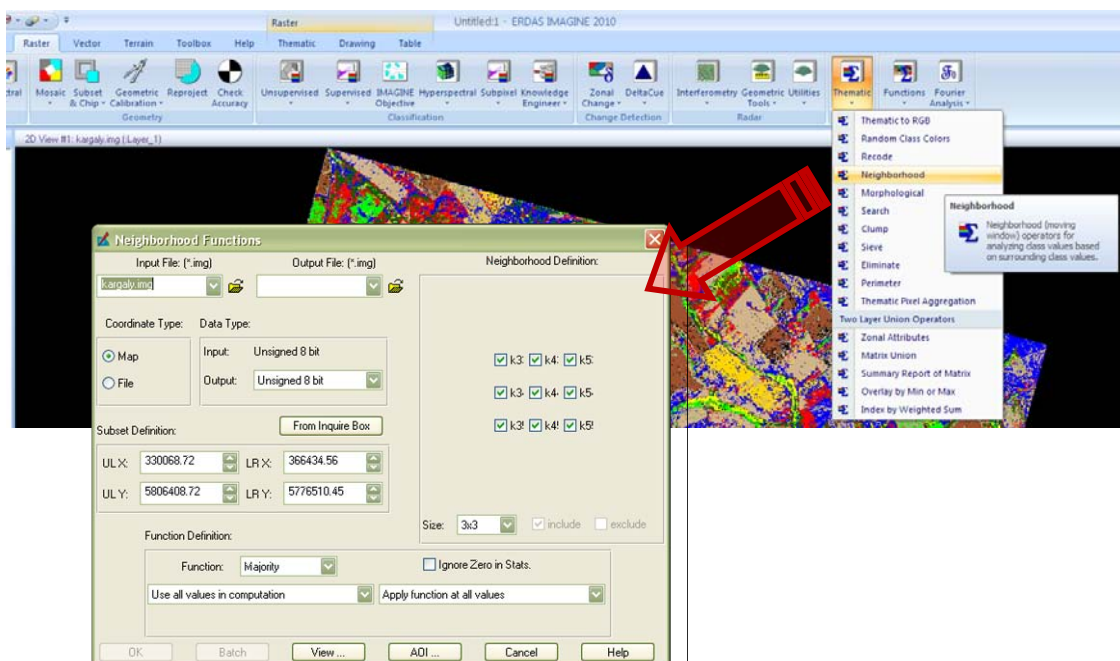 Raster Untitled:1 - ERDAS IMAGINE 2010
Raster Vector Terrain Toolbox Help Thematic Drawing Table
Mosaic Subset & Chip Geometric Calibration Reproject Check Accuracy Unsupervised Supervised IMAGINE Objective Hyperspectral Subpixel Knowledge Engineer Zonal Change DeltaCue Interferometry Geometric Tools Utilities Thematic Functions Fourier Analysis
Geometry Classification Change Detection Radar
2D View #1: kargaly.img (:Layer_1)
Thematic to RGB
Random Class Colors
Recode
Neighborhood
Morphological
Search
Clump
Sieve
Eliminate
Perimeter
Thematic Pixel Aggregation
Two Layer Union Operators
Zonal Attributes
Matrix Union
Summary Report of Matrix
Overlay by Min or Max
Index by Weighted Sum
Neighborhood
Neighborhood (moving
window) operators for
analyzing class values based
on surrounding class values.
Neighborhood Functions
Input File: (*.img) Output File: (*.img) Neighborhood Definition:
kargaly.img
Coordinate Type: Data Type:
Map Input: Unsigned 8 bit
File Output: Unsigned 8 bit
k3: k4: k5:
k3 k4 k5
k3! k4! k5!
Subset Definition: From Inquire Box
UL X: 330068.72 LR X: 366434.56
UL Y: 5806408.72 LR Y: 5776510.45
Size: 3x3 include exclude
Function Definition:
Function: Majority Ignore Zero in Stats.
Use all values in computation Apply function at all values
OK Batch View ... AOI ... Cancel Help